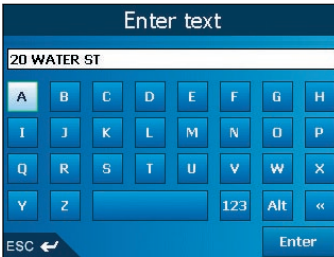 Enter text
20 WATER ST
A B C D E F G H
I J K L M N O P
Q R S T U V W X
Y Z 123 Alt «
ESC Enter